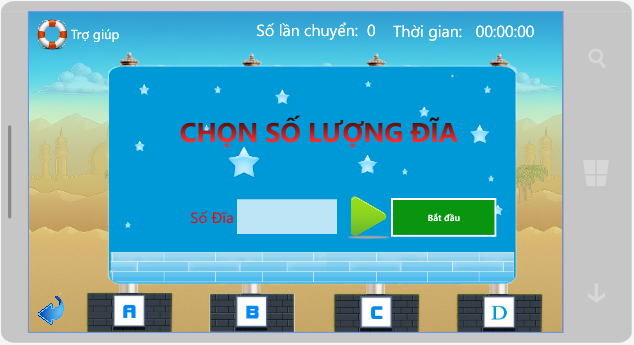 Trợ giúp
Số lần chuyển: 0 Thời gian: 00:00:00
CHỌN SỐ LƯỢNG ĐĨA
Số Đĩa
Bắt đầu
A B C D